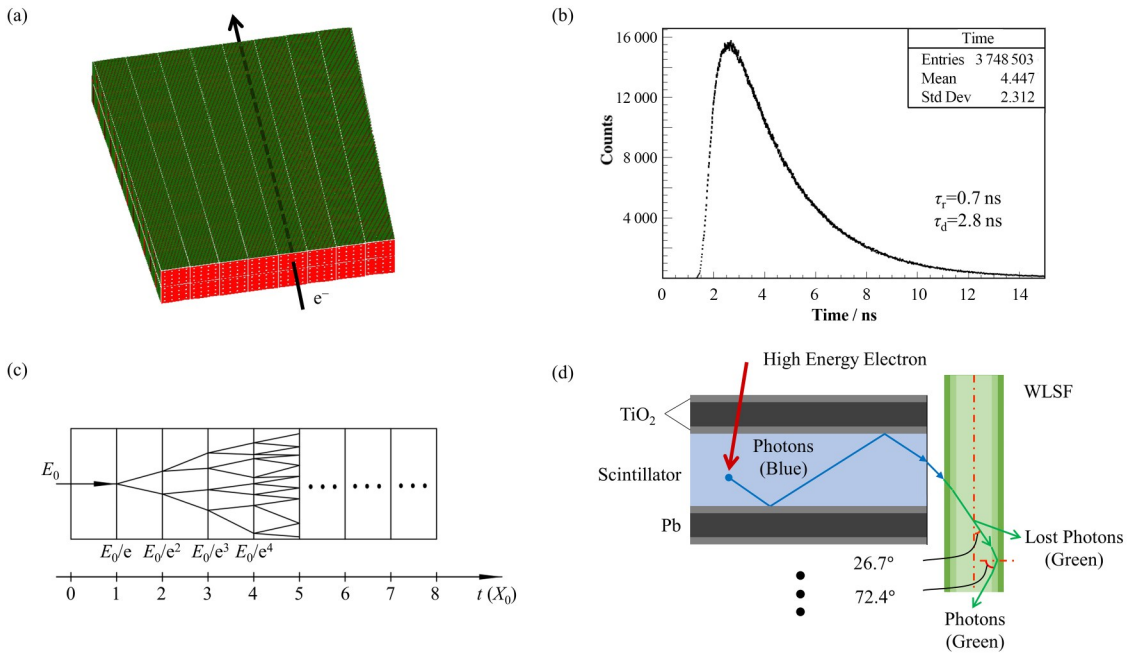 (a)
e⁻
(b)
16 000
12 000
8 000
4 000
Counts
Time
Entries 3 748 503
Mean 4.447
Std Dev 2.312
τr=0.7 ns
τd=2.8 ns
0 2 4 6 8 10 12 14
Time / ns
(c)
E0
E0/e E0/e² E0/e³ E0/e⁴
0 1 2 3 4 5 6 7 8 t (X0)
(d)
High Energy Electron
WLSF
TiO2
Photons
(Blue)
Scintillator
Pb
Lost Photons
(Green)
26.7°
72.4°
Photons
(Green)